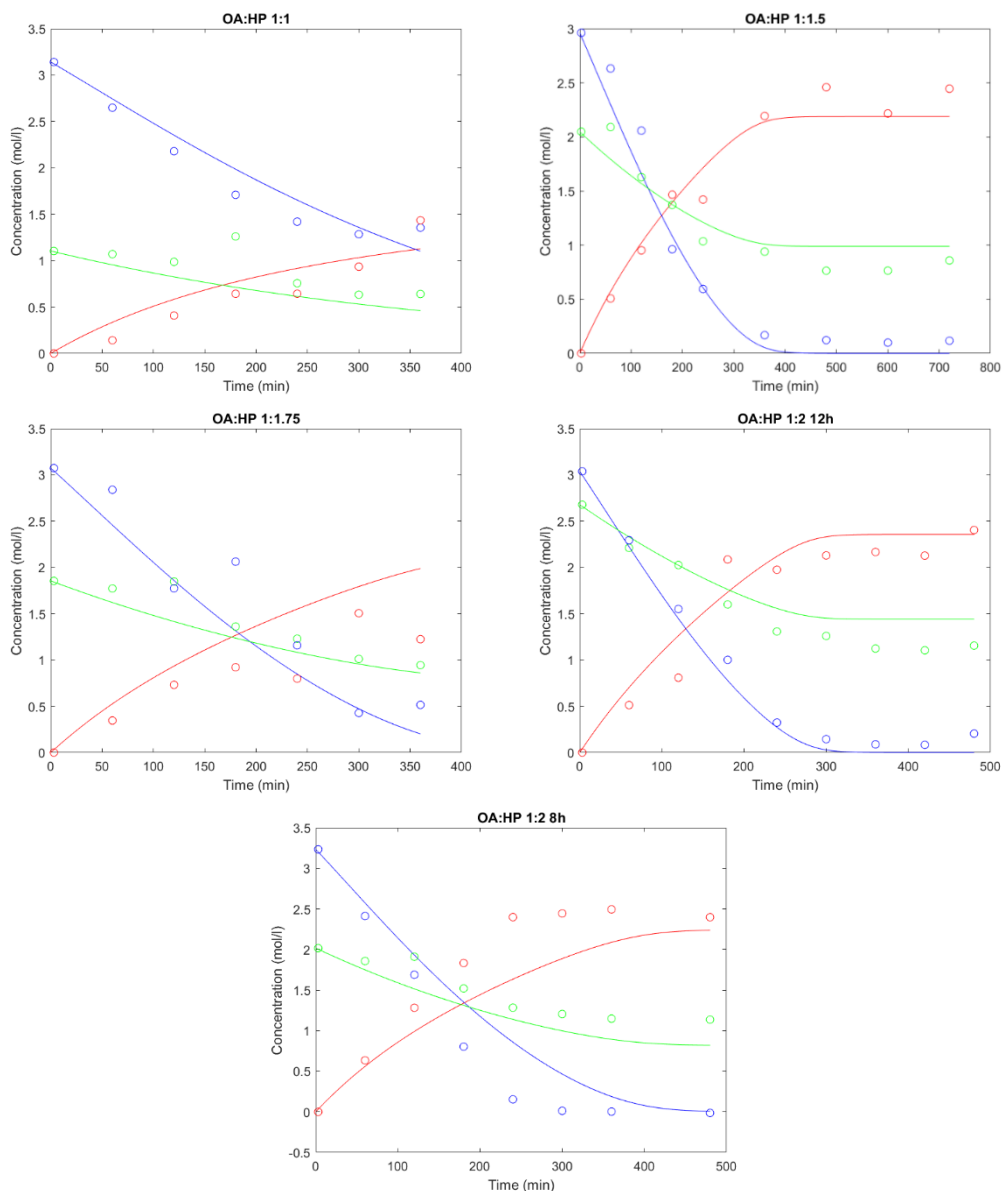 OA:HP 1:1
Concentration (mol/l)
3.5
3
2.5
2
1.5
1
0.5
0
0 50 100 150 200 250 300 350 400
Time (min)
OA:HP 1:1.5
Concentration (mol/l)
3
2.5
2
1.5
1
0.5
0
0 100 200 300 400 500 600 700 800
Time (min)
OA:HP 1:1.75
Concentration (mol/l)
3.5
3
2.5
2
1.5
1
0.5
0
0 50 100 150 200 250 300 350 400
Time (min)
OA:HP 1:2 12h
Concentration (mol/l)
3.5
3
2.5
2
1.5
1
0.5
0
0 100 200 300 400 500
Time (min)
OA:HP 1:2 8h
Concentration (mol/l)
3.5
3
2.5
2
1.5
1
0.5
0
-0.5
0 100 200 300 400 500
Time (min)